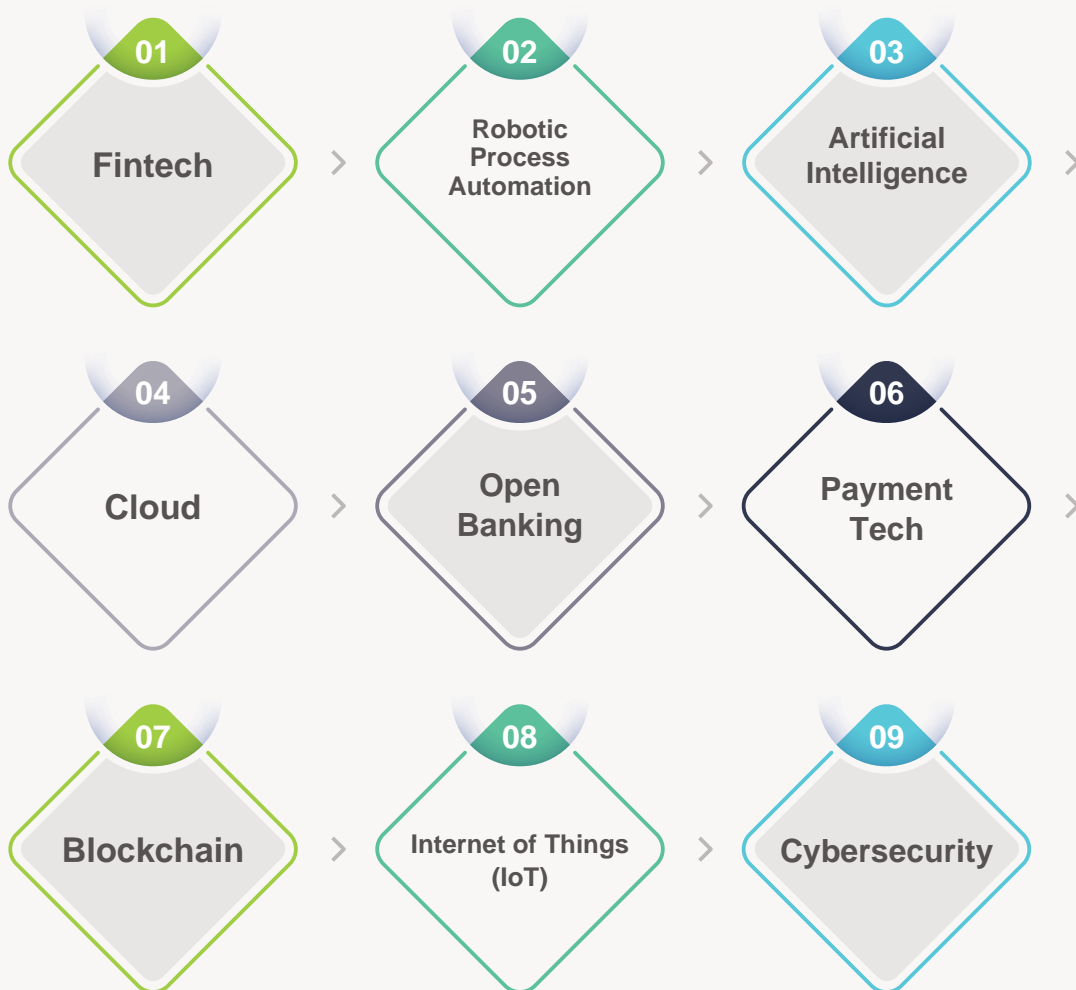 01
Fintech
02
Robotic
Process
Automation
03
Artificial
Intelligence
04
Cloud
05
Open
Banking
06
Payment
Tech
07
Blockchain
08
Internet of Things
(IoT)
09
Cybersecurity